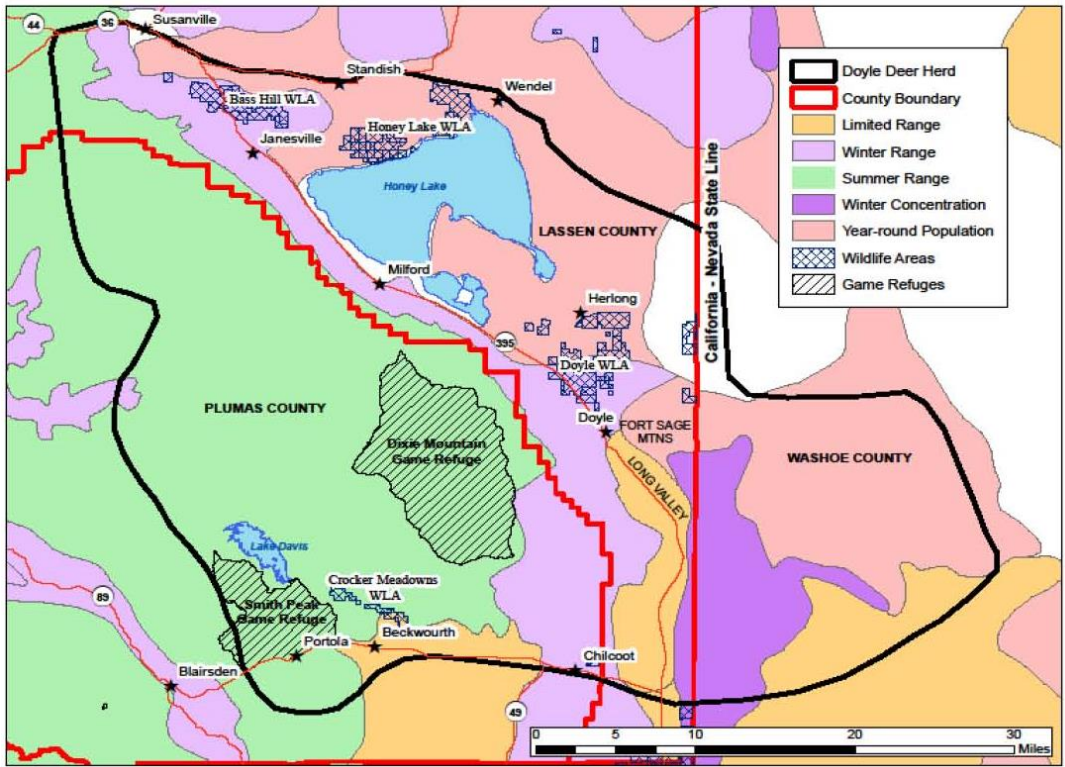 44
36
Susanville
Standish
Wendel
Bass Hill WLA
Honey Lake WLA
Janesville
Honey Lake
LASSEN COUNTY
California - Nevada State Line
Milford
Herlong
395
Doyle WLA
Doyle
FORT SAGE
MTNS
LONG VALLEY
PLUMAS COUNTY
WASHOE COUNTY
Dixie Mountain
Game Refuge
Lake Davis
Crocker Meadowns
WLA
Smith Peak
Game Refuge
89
Portola
Beckwourth
Blairsden
Chilcoot
49
Doyle Deer Herd
County Boundary
Limited Range
Winter Range
Summer Range
Winter Concentration
Year-round Population
Wildlife Areas
Game Refuges
0 5 10 20 30
Miles